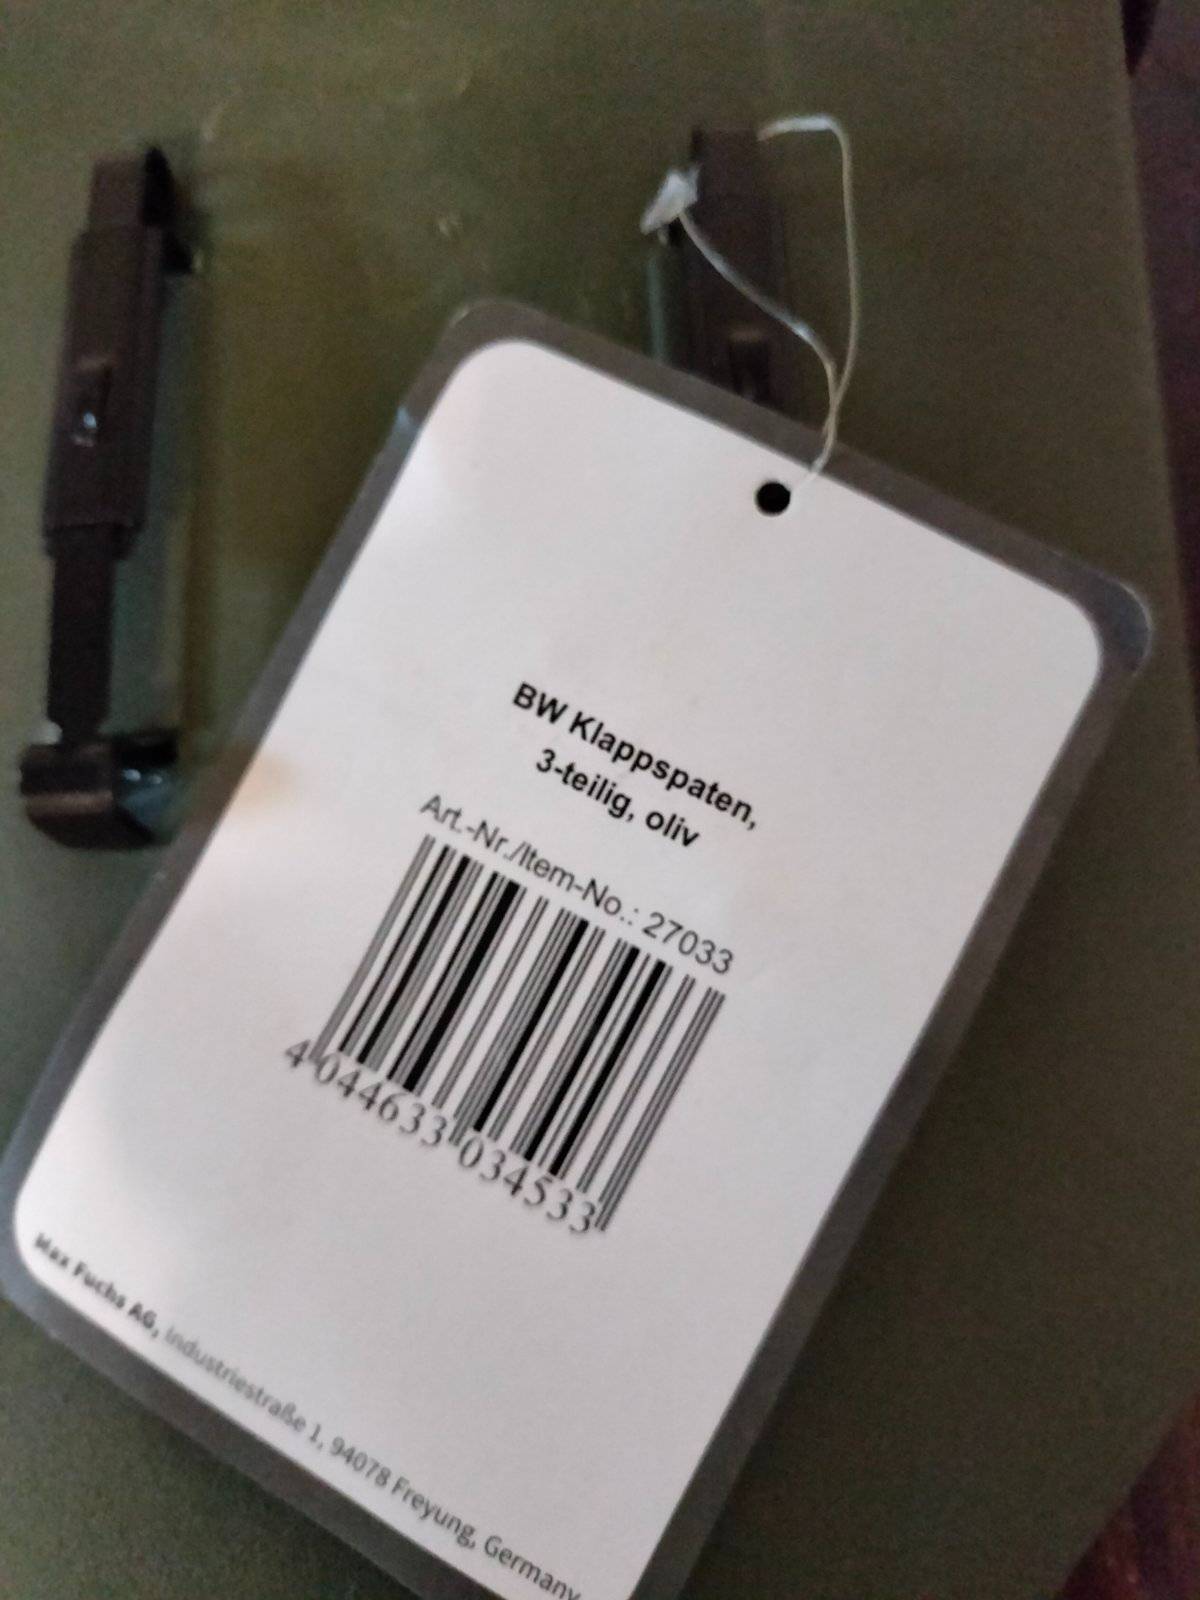 BW Klappspaten,
3-teilig, oliv
Art.-Nr./Item-No.: 27033
4 044633 034533
Max Fuchs AG, Industriestraße 1, 94078 Freyung, Germany